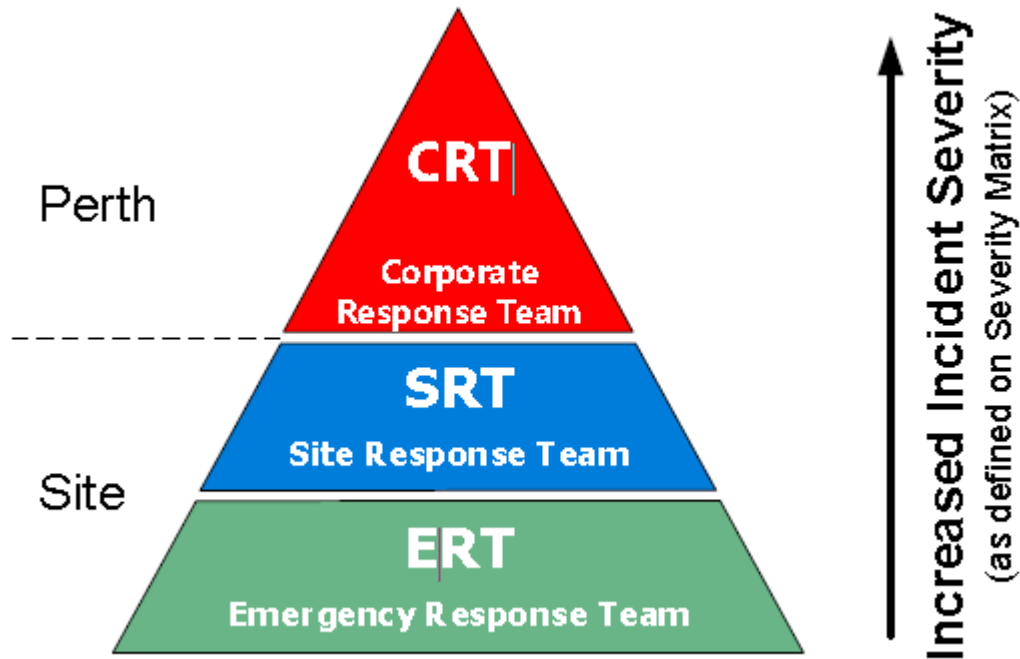 CRT
Perth
Corporate
Response Team
SRT
Site Response Team
Site
ERT
Emergency Response Team
Increased Incident Severity
(as defined on Severity Matrix)